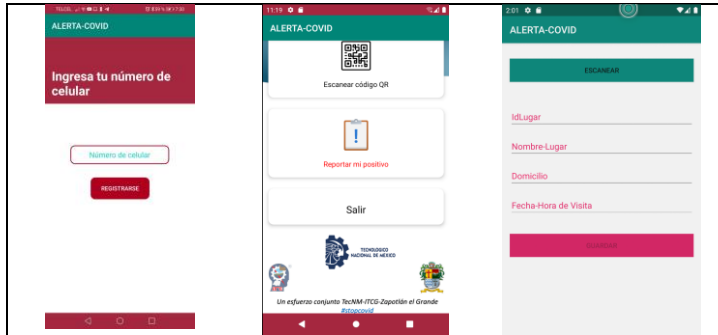 ALERTA-COVID
Ingresa tu número de
celular
Número de celular
REGISTRARSE
11:19
ALERTA-COVID
Escanear código QR
Reportar mi positivo
Salir
TECNOLÓGICO
NACIONAL DE MÉXICO
Un esfuerzo conjunto TecNM-ITCG-Zapotlán el Grande
#stopcovid
2:01
ALERTA-COVID
ESCANEAR
IdLugar
Nombre-Lugar
Domicilio
Fecha-Hora de Visita
GUARDAR